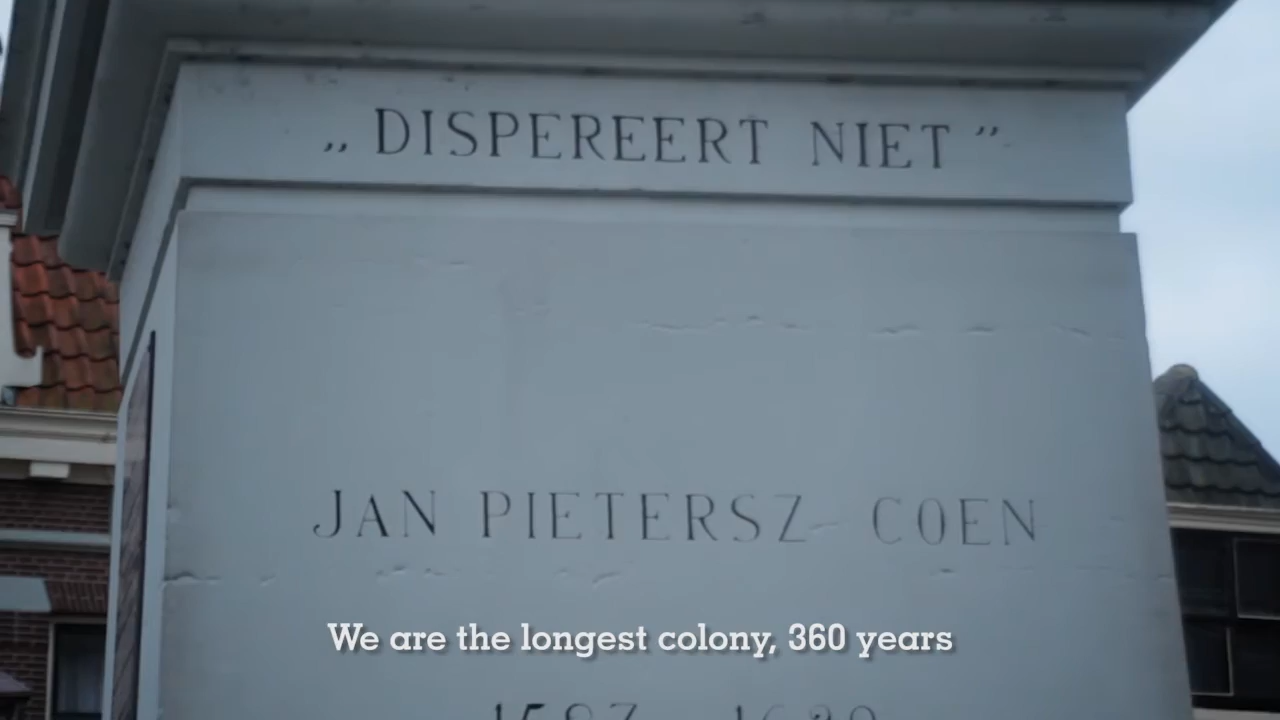 „DISPEREERT NIET”
JAN PIETERSZ COEN
We are the longest colony, 360 years